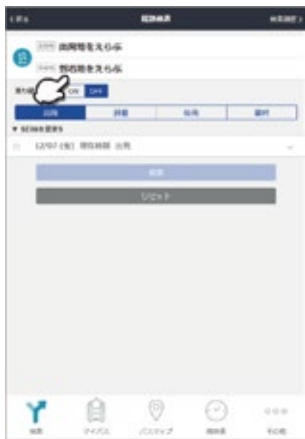 経路検索
出発地をえらぶ
到着地をえらぶ
ON OFF
出発 到着 始発 最終
12/07 (金) 現在時刻 出発
検索
リセット
検索 マイバス バスマップ 時刻表 その他